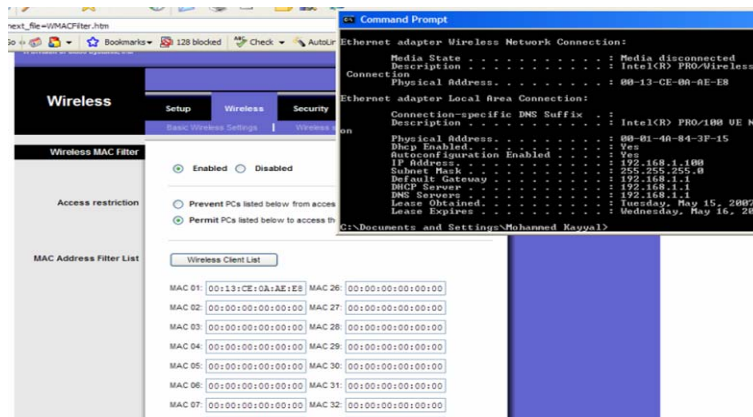 next_file=WMACFilter.htm
Bookmarks 128 blocked Check
Wireless
Setup Wireless Security
Basic Wireless Settings
Wireless MAC Filter
Enabled Disabled
Access restriction
Prevent PCs listed below from
Permit PCs listed below to access
MAC Address Filter List
Wireless Client List
MAC 01: 00:13:CE:0A:AE:E8 MAC 26: 00:00:00:00:00:00
MAC 02: 00:00:00:00:00:00 MAC 27: 00:00:00:00:00:00
MAC 03: 00:00:00:00:00:00 MAC 28: 00:00:00:00:00:00
MAC 04: 00:00:00:00:00:00 MAC 29: 00:00:00:00:00:00
MAC 05: 00:00:00:00:00:00 MAC 30: 00:00:00:00:00:00
MAC 06: 00:00:00:00:00:00 MAC 31: 00:00:00:00:00:00
MAC 07: 00:00:00:00:00:00 MAC 32: 00:00:00:00:00:00
Command Prompt
Ethernet adapter Wireless Network Connection:
Media State . . . . . . . . . . . : Media disconnected
Description . . . . . . . . . . . : Intel(R) PRO/Wireless
Connection
Physical Address. . . . . . . . . : 00-13-CE-0A-AE-E8
Ethernet adapter Local Area Connection:
Connection-specific DNS Suffix . :
Description . . . . . . . . . . . : Intel(R) PRO/100 VE N
on
Physical Address. . . . . . . . . : 00-01-4A-84-3F-15
Dhcp Enabled. . . . . . . . . . . : Yes
Autoconfiguration Enabled . . . . : Yes
IP Address. . . . . . . . . . . . : 192.168.1.100
Subnet Mask . . . . . . . . . . . : 255.255.255.0
Default Gateway . . . . . . . . . : 192.168.1.1
DHCP Server . . . . . . . . . . . : 192.168.1.1
DNS Servers . . . . . . . . . . . : 192.168.1.1
Lease Obtained. . . . . . . . . . : Tuesday, May 15, 2007
Lease Expires . . . . . . . . . . : Wednesday, May 16, 20
C:\Documents and Settings\Mohammed Kayyal>